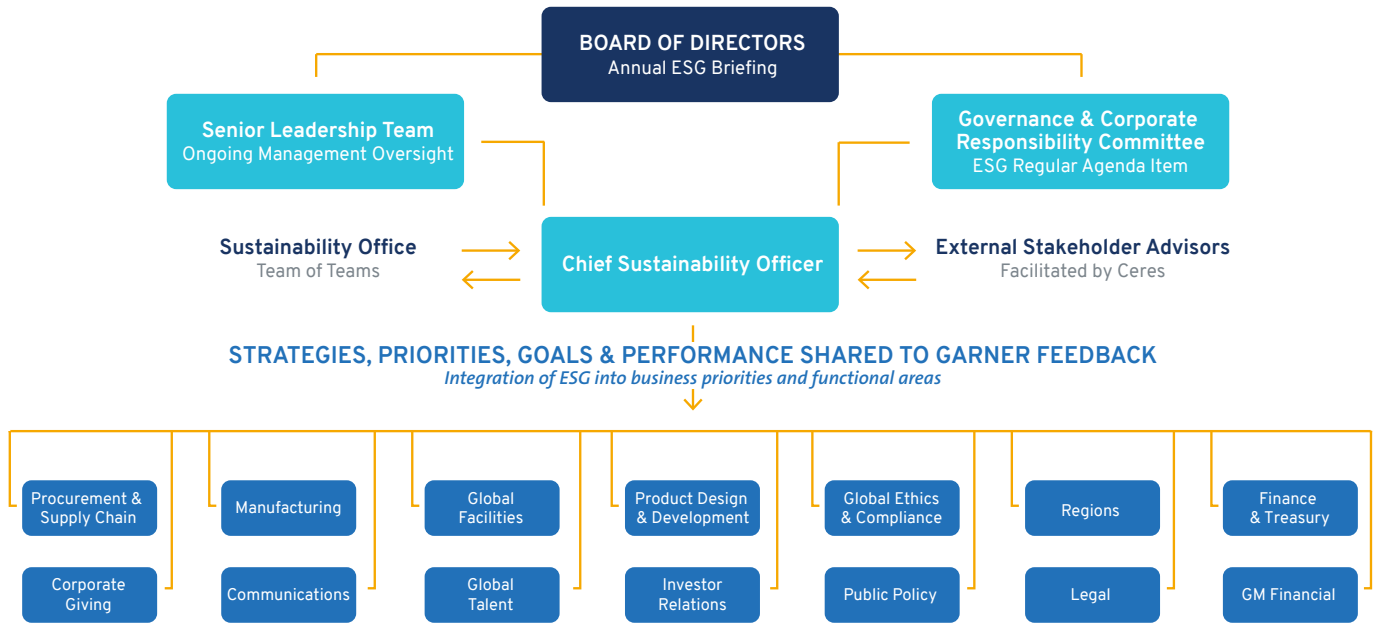 BOARD OF DIRECTORS
Annual ESG Briefing
Senior Leadership Team
Ongoing Management Oversight
Governance & Corporate
Responsibility Committee
ESG Regular Agenda Item
Sustainability Office
Team of Teams
Chief Sustainability Officer
External Stakeholder Advisors
Facilitated by Ceres
STRATEGIES, PRIORITIES, GOALS & PERFORMANCE SHARED TO GARNER FEEDBACK
Integration of ESG into business priorities and functional areas
Procurement &
Supply Chain
Manufacturing
Global
Facilities
Product Design
& Development
Global Ethics
& Compliance
Regions
Finance
& Treasury
Corporate
Giving
Communications
Global
Talent
Investor
Relations
Public Policy
Legal
GM Financial